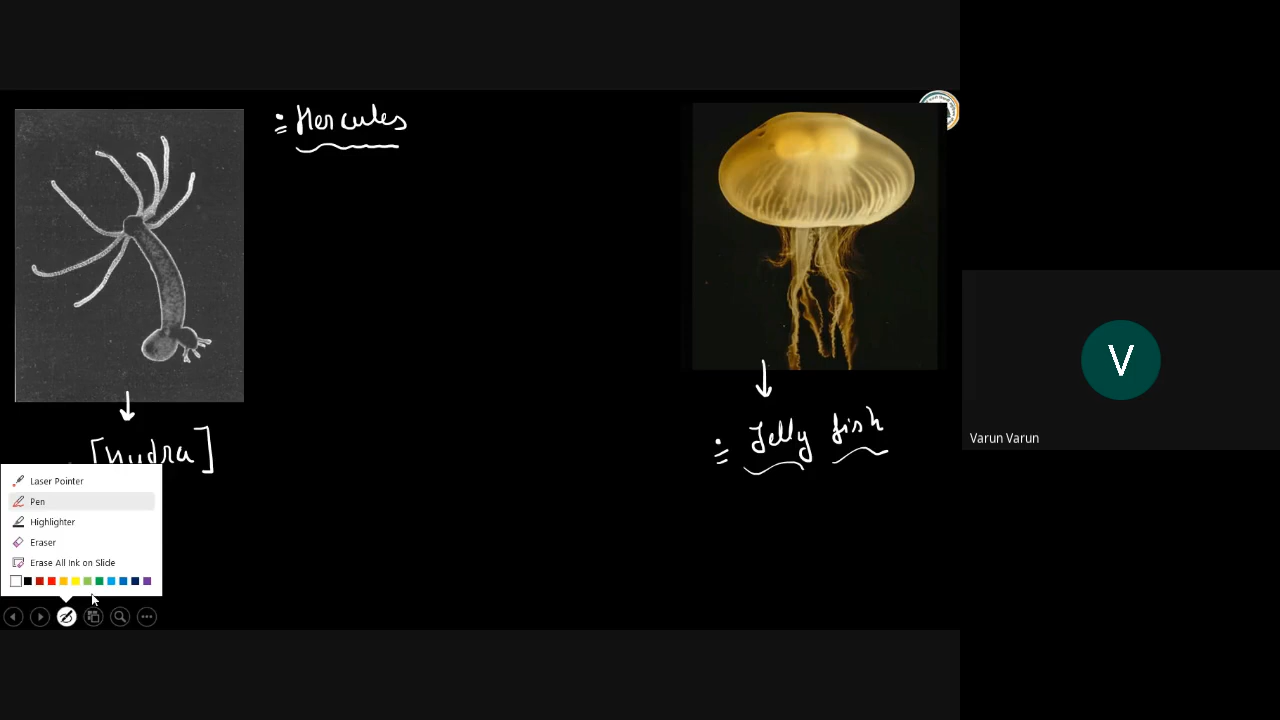 Hercules
[hydra]
Jelly fish
Laser Pointer
Pen
Highlighter
Eraser
Erase All Ink on Slide
V
Varun Varun